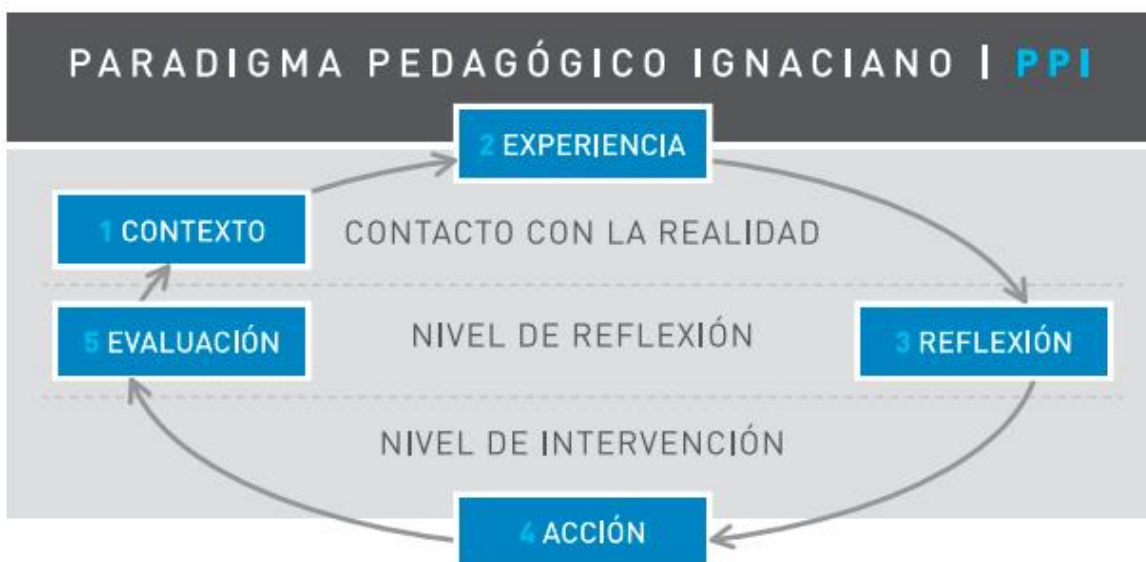 PARADIGMA PEDAGÓGICO IGNACIANO | PPI
2 EXPERIENCIA
1 CONTEXTO
CONTACTO CON LA REALIDAD
5 EVALUACIÓN
NIVEL DE REFLEXIÓN
3 REFLEXIÓN
NIVEL DE INTERVENCIÓN
4 ACCIÓN